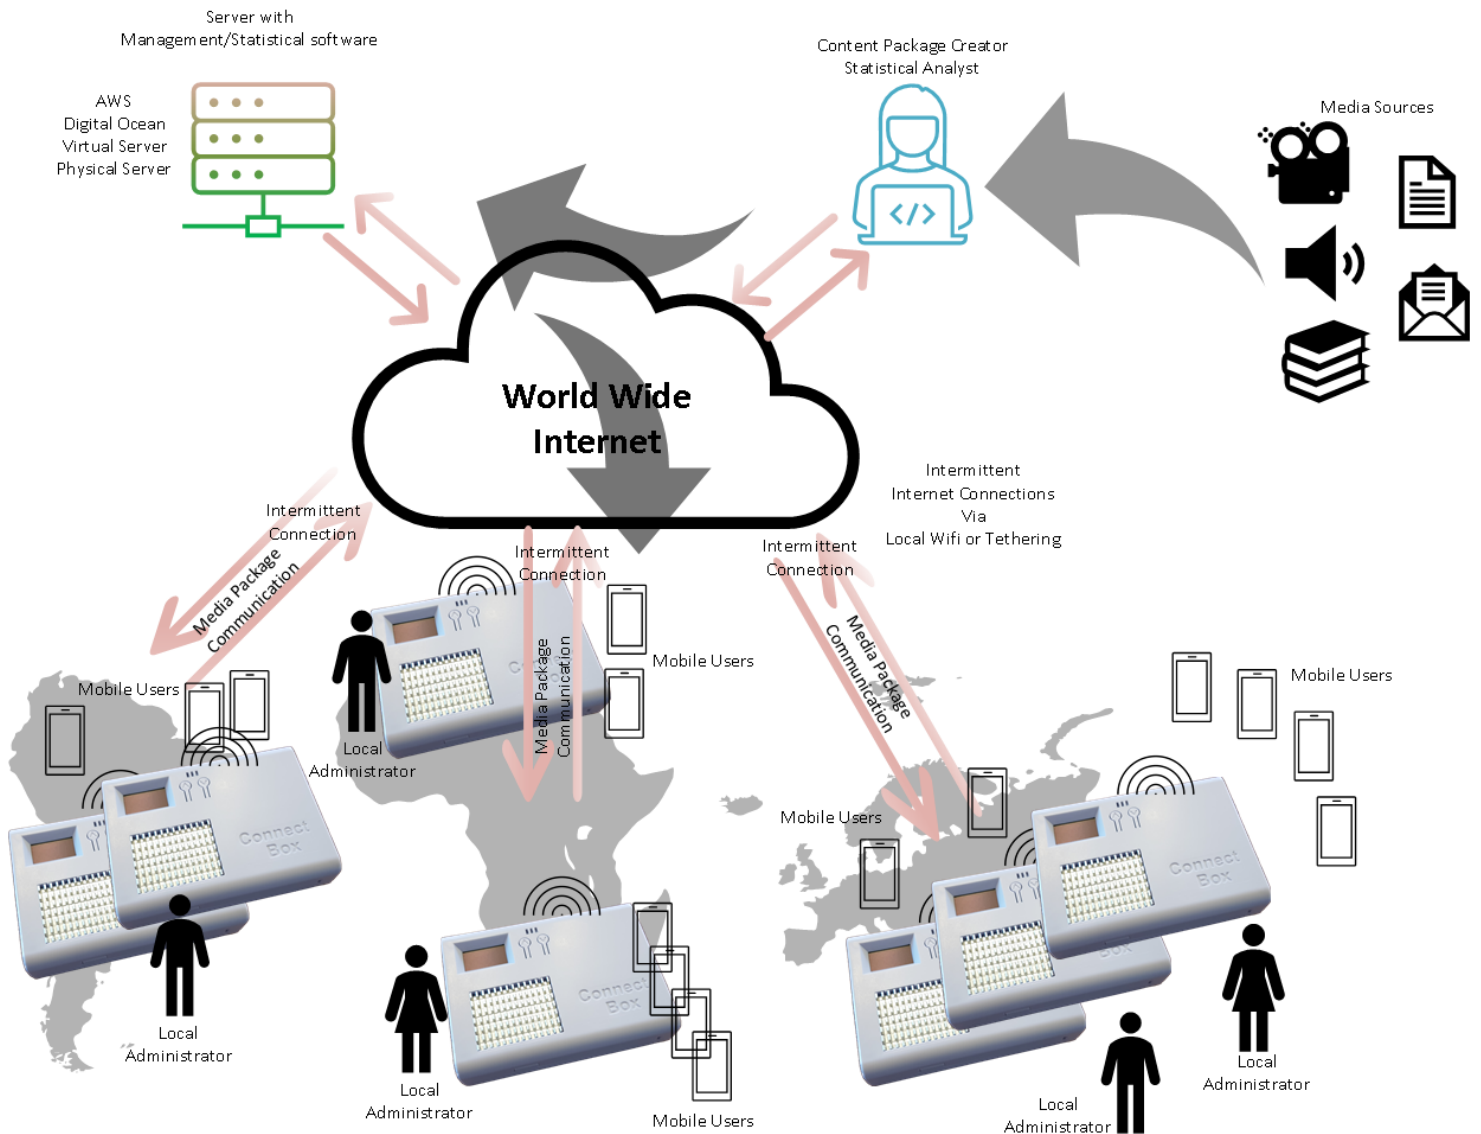 Server with
Management/Statistical software
AWS
Digital Ocean
Virtual Server
Physical Server
Content Package Creator
Statistical Analyst
Media Sources
</>
World Wide
Internet
Intermittent
Internet Connections
Via
Local Wifi or Tethering
Intermittent
Connection
Media Package
Communication
Intermittent
Connection
Media Package
Communication
Intermittent
Connection
Media Package
Communication
Mobile Users
Mobile Users
Mobile Users
Mobile Users
Local
Administrator
Connect
Box
Connect
Box
Connect
Box
Local
Administrator
Local
Administrator
Mobile Users
Local
Administrator
Local
Administrator